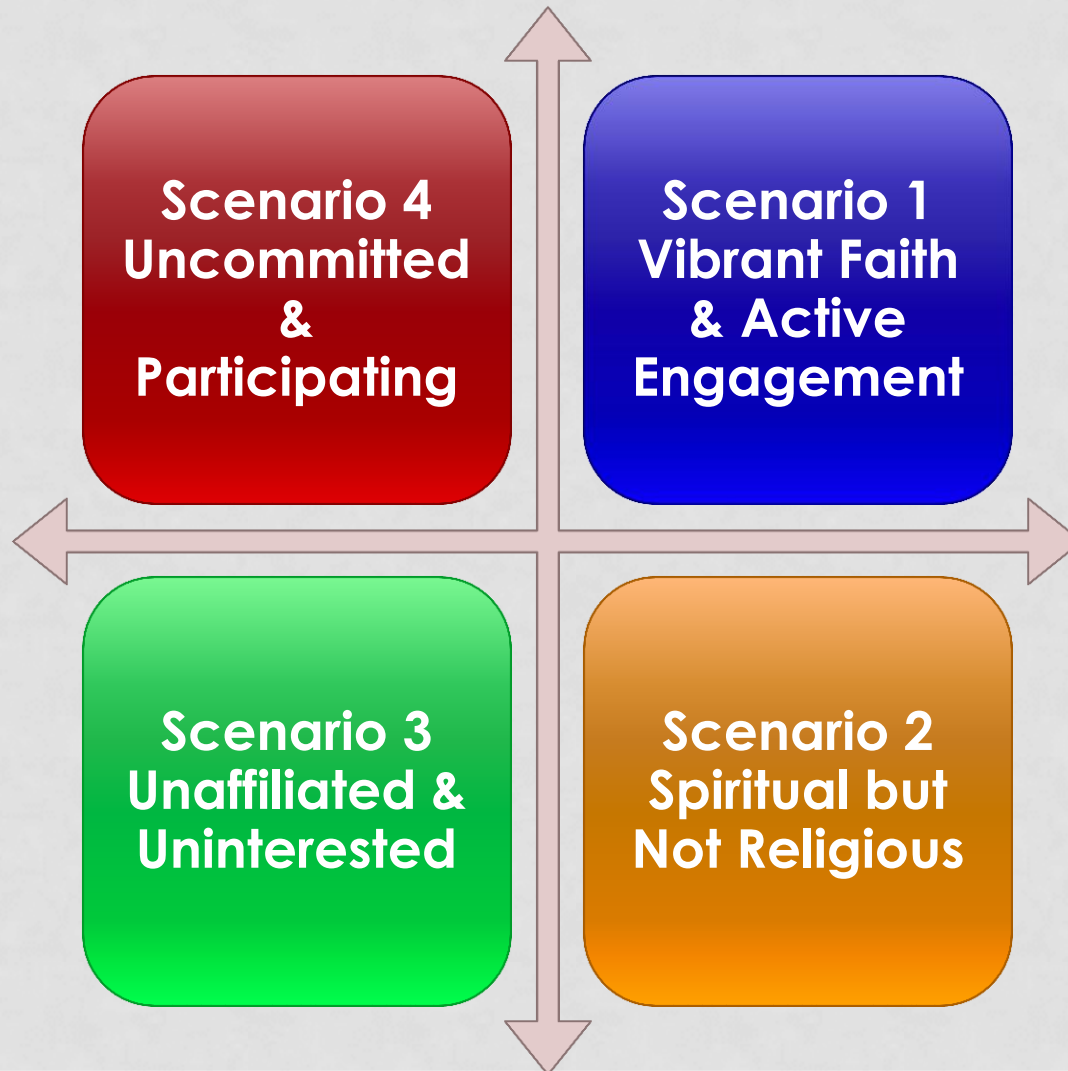 Scenario 4
Uncommitted
&
Participating
Scenario 1
Vibrant Faith
& Active
Engagement
Scenario 3
Unaffiliated &
Uninterested
Scenario 2
Spiritual but
Not Religious